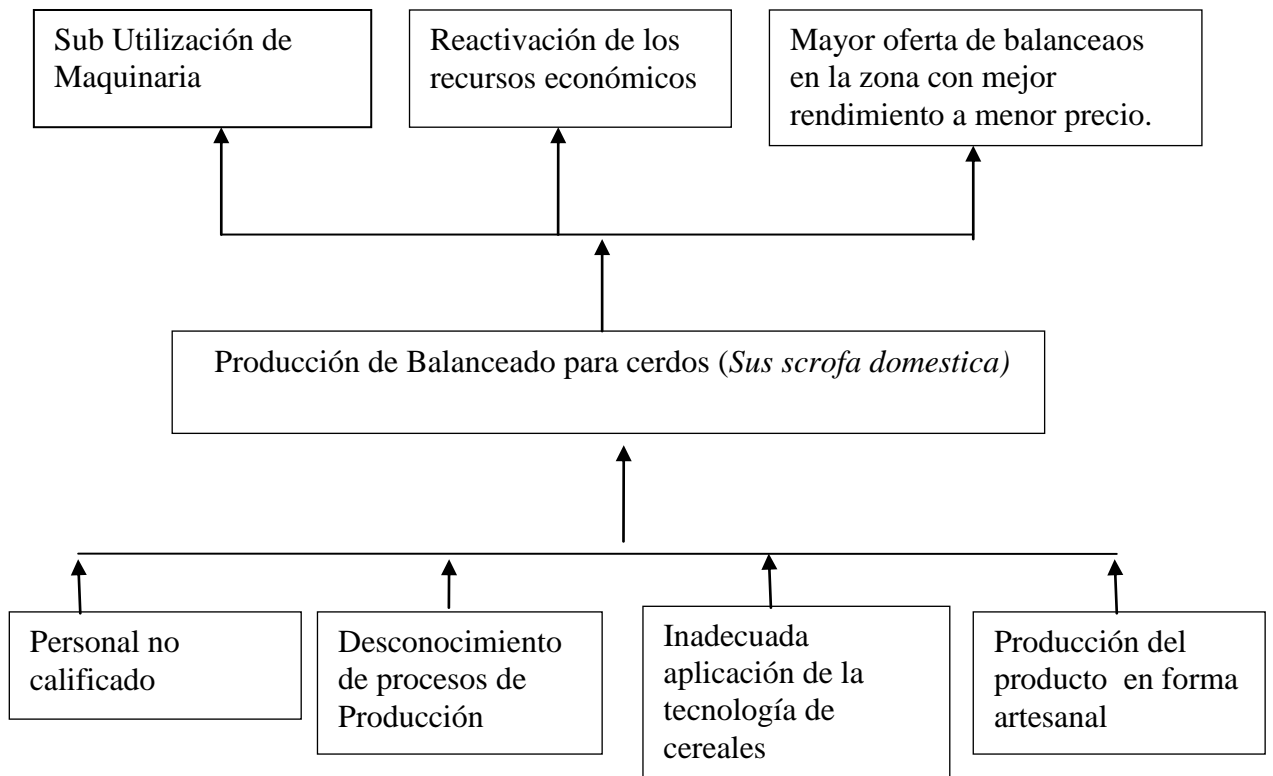 Sub Utilización de
Maquinaria
Reactivación de los
recursos económicos
Mayor oferta de balanceaos
en la zona con mejor
rendimiento a menor precio.
Producción de Balanceado para cerdos (Sus scrofa domestica)
Personal no
calificado
Desconocimiento
de procesos de
Producción
Inadecuada
aplicación de la
tecnología de
cereales
Producción del
producto en forma
artesanal